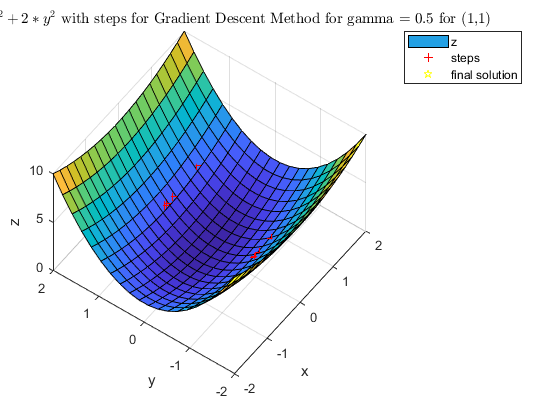 ² + 2 * y² with steps for Gradient Descent Method for gamma = 0.5 for (1,1)
z
steps
final solution
10
5
0
z
2
1
0
-1
-2
y
2
1
0
-1
-2
x